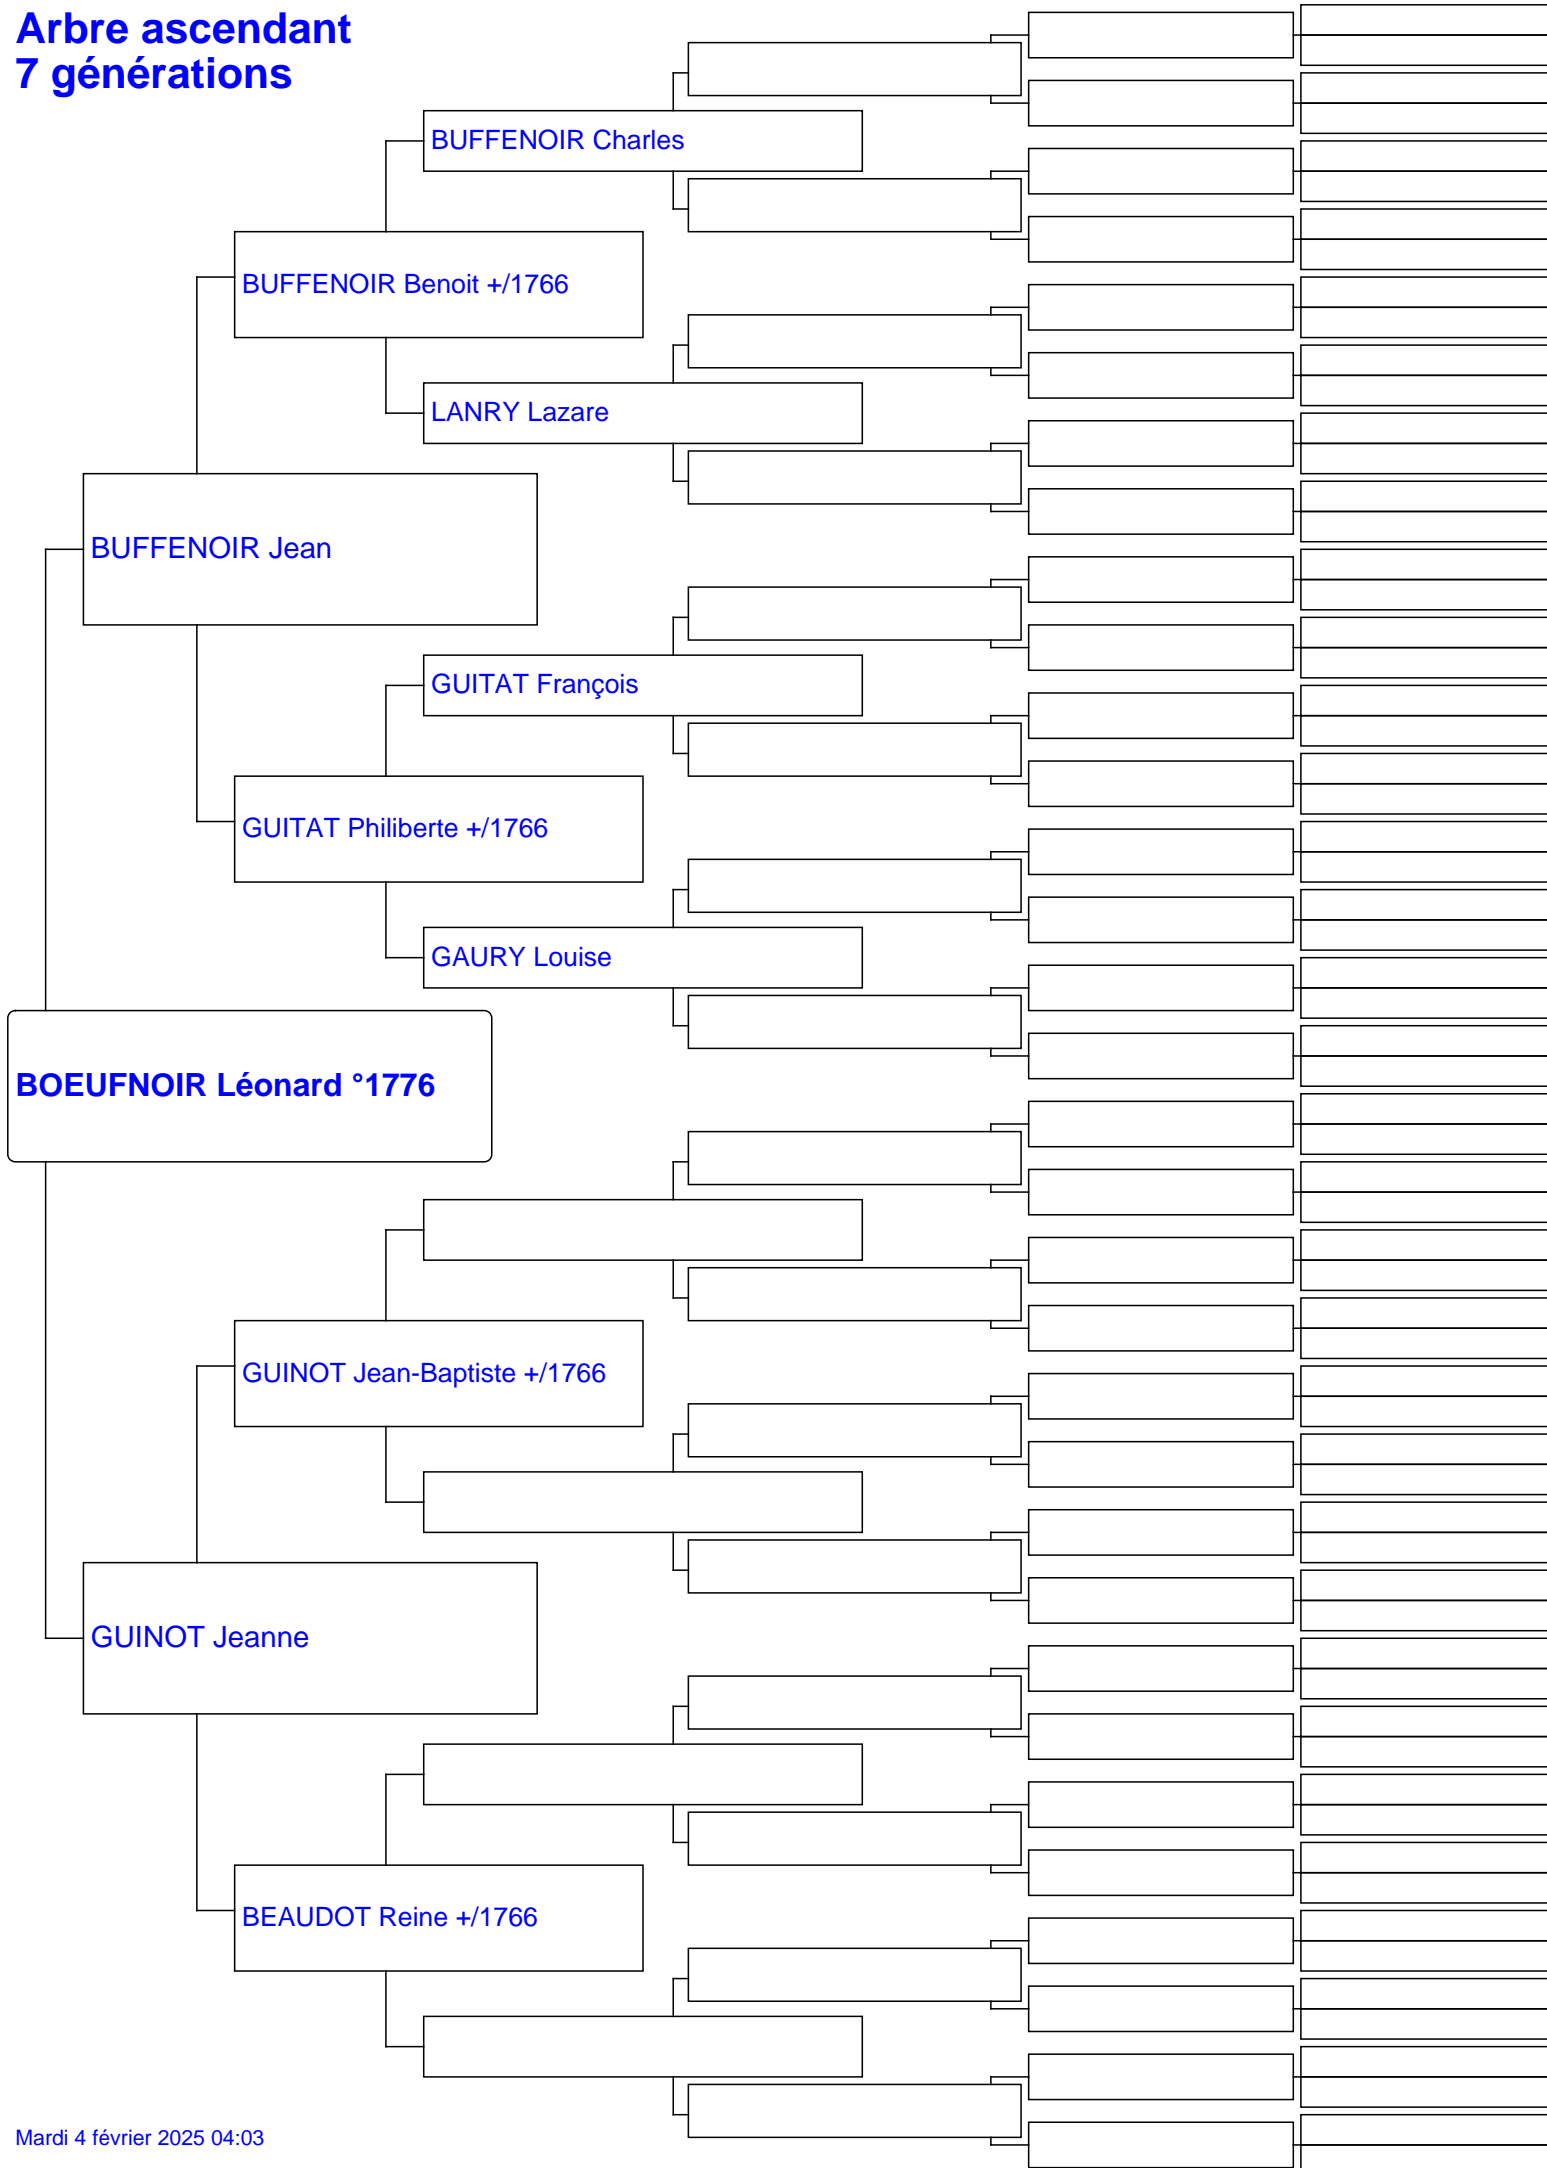 Arbre ascendant
7 générations
BUFFENOIR Charles
BUFFENOIR Benoit +/1766
LANRY Lazare
BUFFENOIR Jean
GUITAT François
GUITAT Philiberte +/1766
GAURY Louise
BOEUFNOIR Léonard °1776
GUINOT Jean-Baptiste +/1766
GUINOT Jeanne
BEAUDOT Reine +/1766
Mardi 4 février 2025 04:03